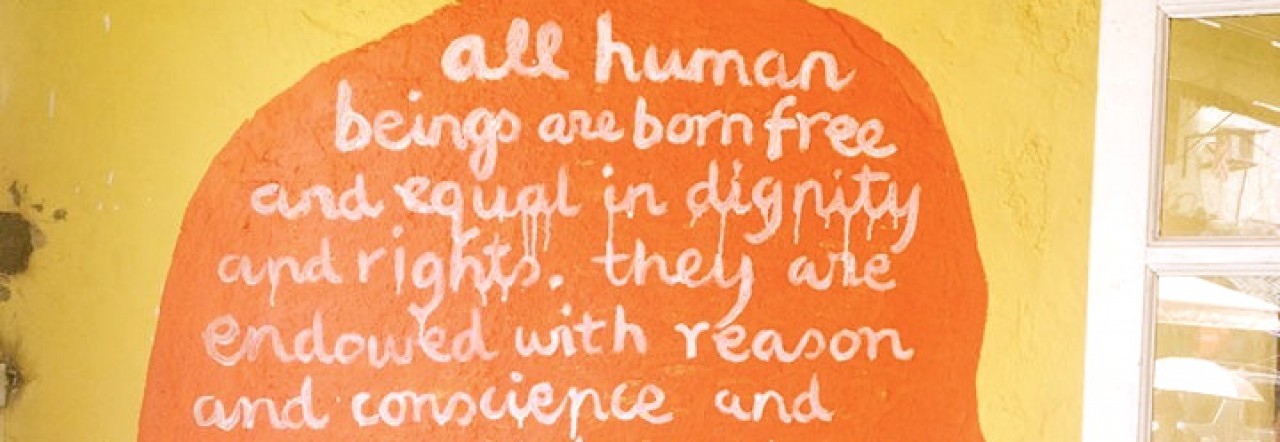 all human
beings are born free
and equal in dignity
and rights. they are
endowed with reason
and conscience and